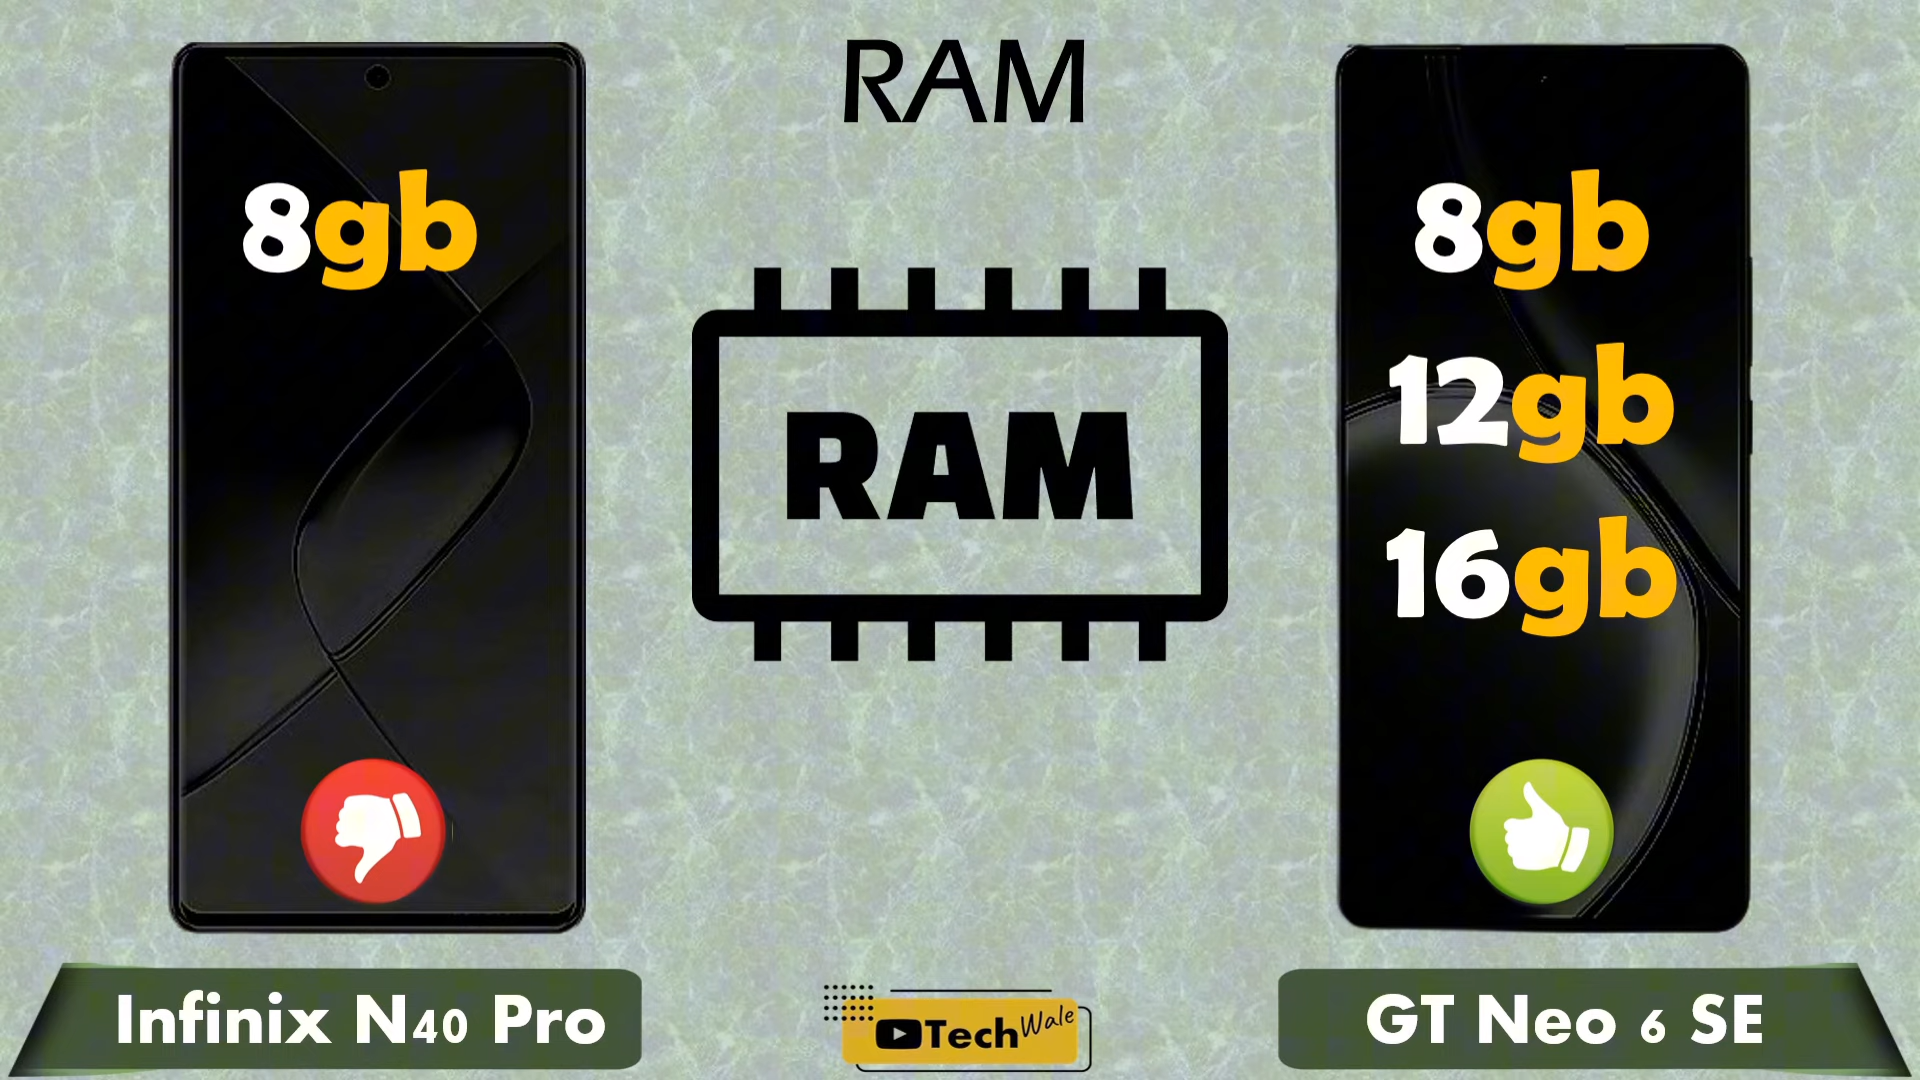 RAM
8gb
8gb
12gb
16gb
RAM
Infinix N40 Pro
TechWale
GT Neo 6 SE